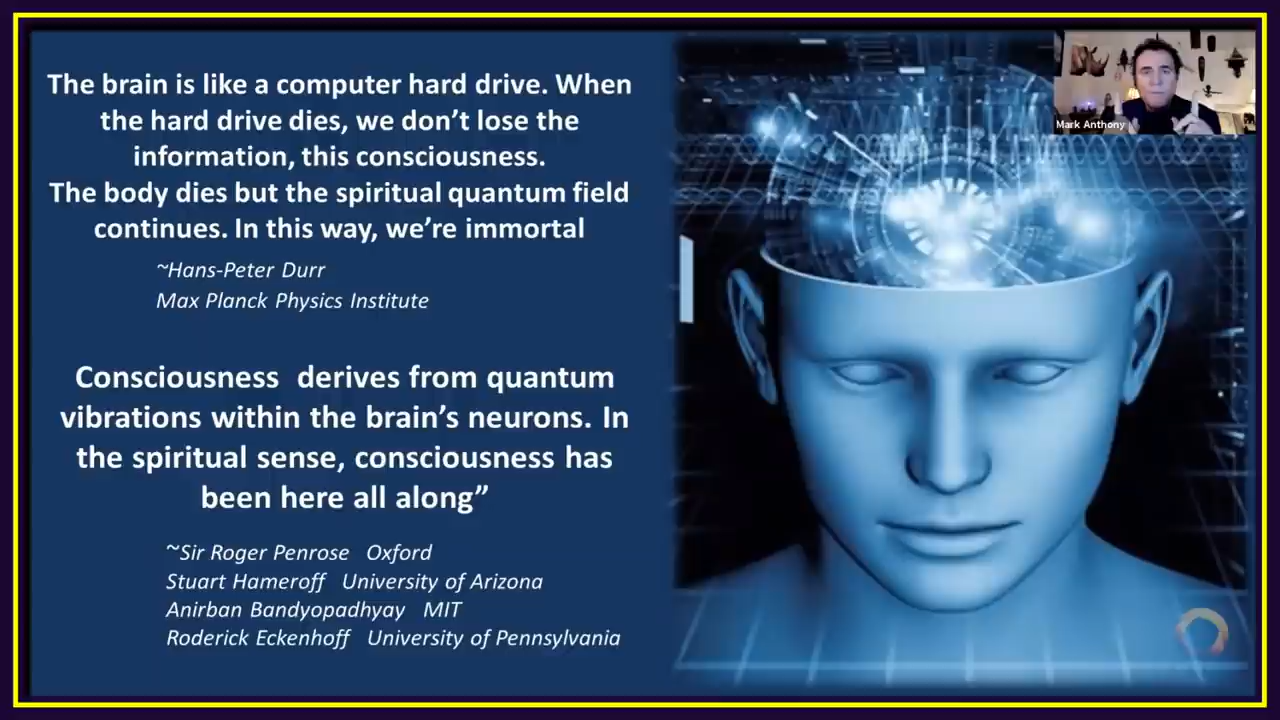 The brain is like a computer hard drive. When
the hard drive dies, we don't lose the
information, this consciousness.
The body dies but the spiritual quantum field
continues. In this way, we're immortal
~Hans-Peter Durr
Max Planck Physics Institute
Consciousness  derives from quantum
vibrations within the brain's neurons. In
the spiritual sense, consciousness has
been here all along”
~Sir Roger Penrose   Oxford
Stuart Hameroff   University of Arizona
Anirban Bandyopadhyay   MIT
Roderick Eckenhoff   University of Pennsylvania
Mark Anthony